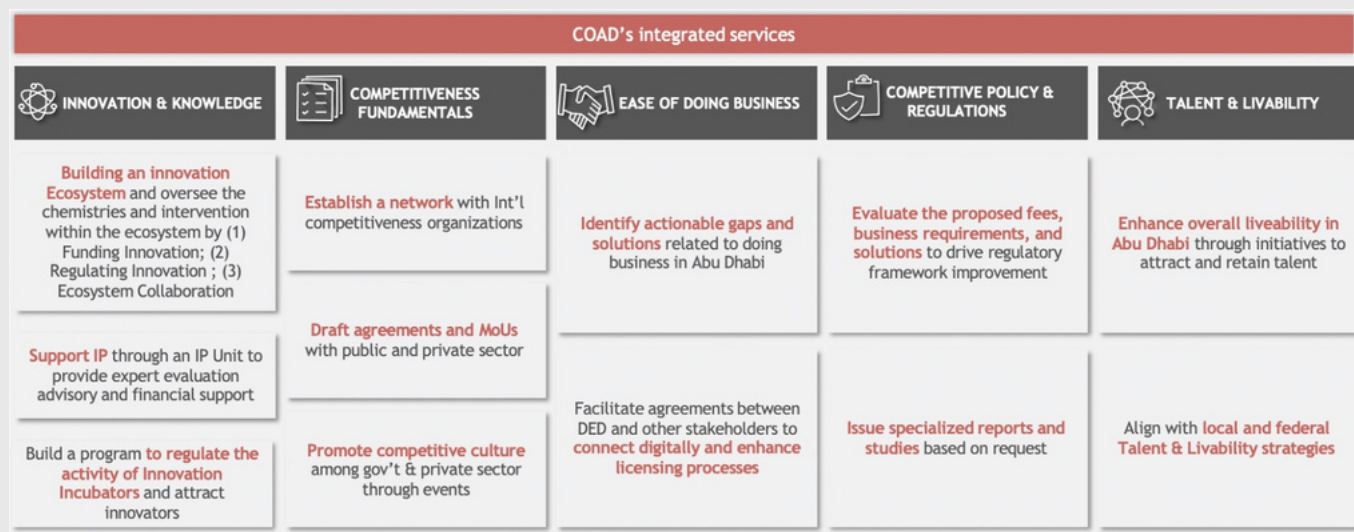 COAD's integrated services
INNOVATION & KNOWLEDGE
COMPETITIVENESS
FUNDAMENTALS
EASE OF DOING BUSINESS
COMPETITIVE POLICY &
REGULATIONS
TALENT & LIVABILITY
Building an innovation
Ecosystem and oversee the
chemistries and intervention
within the ecosystem by (1)
Funding Innovation; (2)
Regulating Innovation ; (3)
Ecosystem Collaboration
Support IP through an IP Unit to
provide expert evaluation
advisory and financial support
Build a program to regulate the
activity of Innovation
Incubators and attract
innovators
Establish a network with Int'l
competitiveness organizations
Draft agreements and MoUs
with public and private sector
Promote competitive culture
among gov't & private sector
through events
Identify actionable gaps and
solutions related to doing
business in Abu Dhabi
Facilitate agreements between
DED and other stakeholders to
connect digitally and enhance
licensing processes
Evaluate the proposed fees,
business requirements, and
solutions to drive regulatory
framework improvement
Issue specialized reports and
studies based on request
Enhance overall liveability in
Abu Dhabi through initiatives to
attract and retain talent
Align with local and federal
Talent & Livability strategies